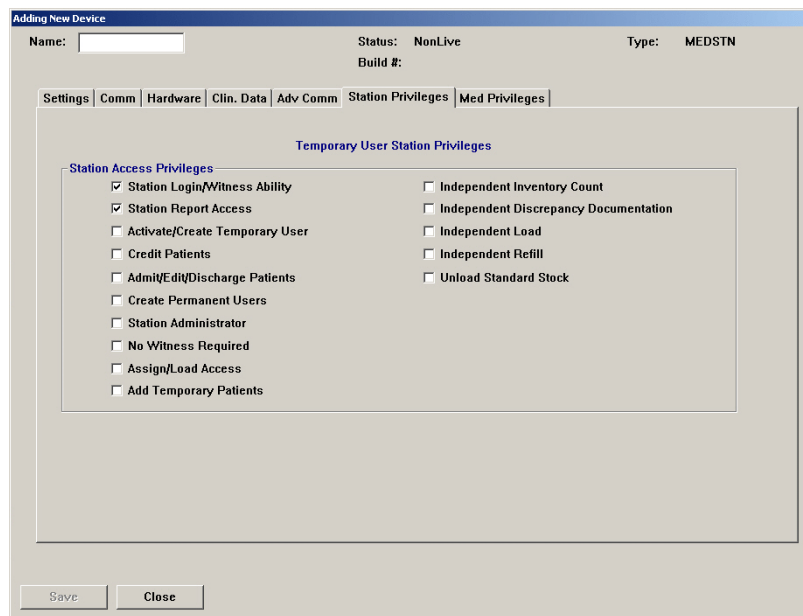 Adding New Device
Name: Status: NonLive Type: MEDSTN
Build #:
Settings Comm Hardware Clin. Data Adv Comm Station Privileges Med Privileges
Temporary User Station Privileges
Station Access Privileges
Station Login/Witness Ability Independent Inventory Count
Station Report Access Independent Discrepancy Documentation
Activate/Create Temporary User Independent Load
Credit Patients Independent Refill
Admit/Edit/Discharge Patients Unload Standard Stock
Create Permanent Users
Station Administrator
No Witness Required
Assign/Load Access
Add Temporary Patients
Save Close